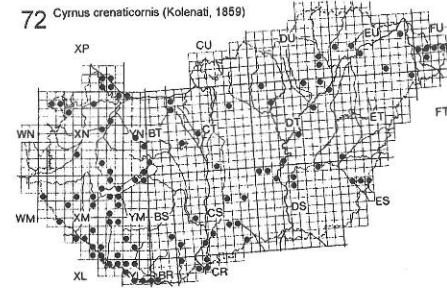 72 Cyrnus crenaticornis (Kolenati, 1859)
XP
CU
DU
EU
FU
WN
XN
YN
BT
DT
ET
FT
WM
XM
YM
BS
CS
DS
ES
XL
BR
CR